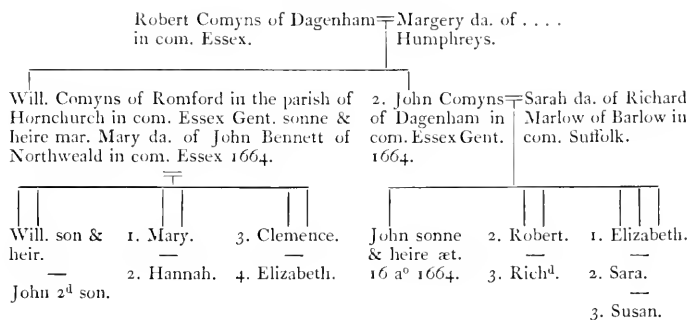 Robert Comyns of Dagenham
in com. Essex.
Margery da. of . . . .
Humphreys.
Will. Comyns of Romford in the parish of
Hornchurch in com. Essex Gent. sonne &
heire mar. Mary da. of John Bennett of
Northweald in com. Essex 1664.
2. John Comyns
of Dagenham in
com. Essex Gent.
1664.
Sarah da. of Richard
Marlow of Barlow in
com. Suffolk.
Will. son &
heir.
John 2d son.
1. Mary.
2. Hannah.
3. Clemence.
4. Elizabeth.
John sonne
& heire æt.
16 aº 1664.
2. Robert.
3. Richd.
1. Elizabeth.
2. Sara.
3. Susan.